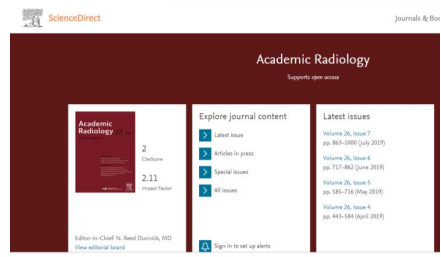 ScienceDirect
Journals & Boo
Academic Radiology
Supports open access
Academic
Radiology
2
CiteScore
2.11
Impact Factor
Editor-in-Chief: N. Reed Dunnick, MD
View editorial board
Explore journal content
Latest issue
Articles in press
Special issues
All issues
Sign in to set up alerts
Latest issues
Volume 26, Issue 7
pp. 863–1000 (July 2019)
Volume 26, Issue 6
pp. 717–862 (June 2019)
Volume 26, Issue 5
pp. 585–716 (May 2019)
Volume 26, Issue 4
pp. 443–584 (April 2019)